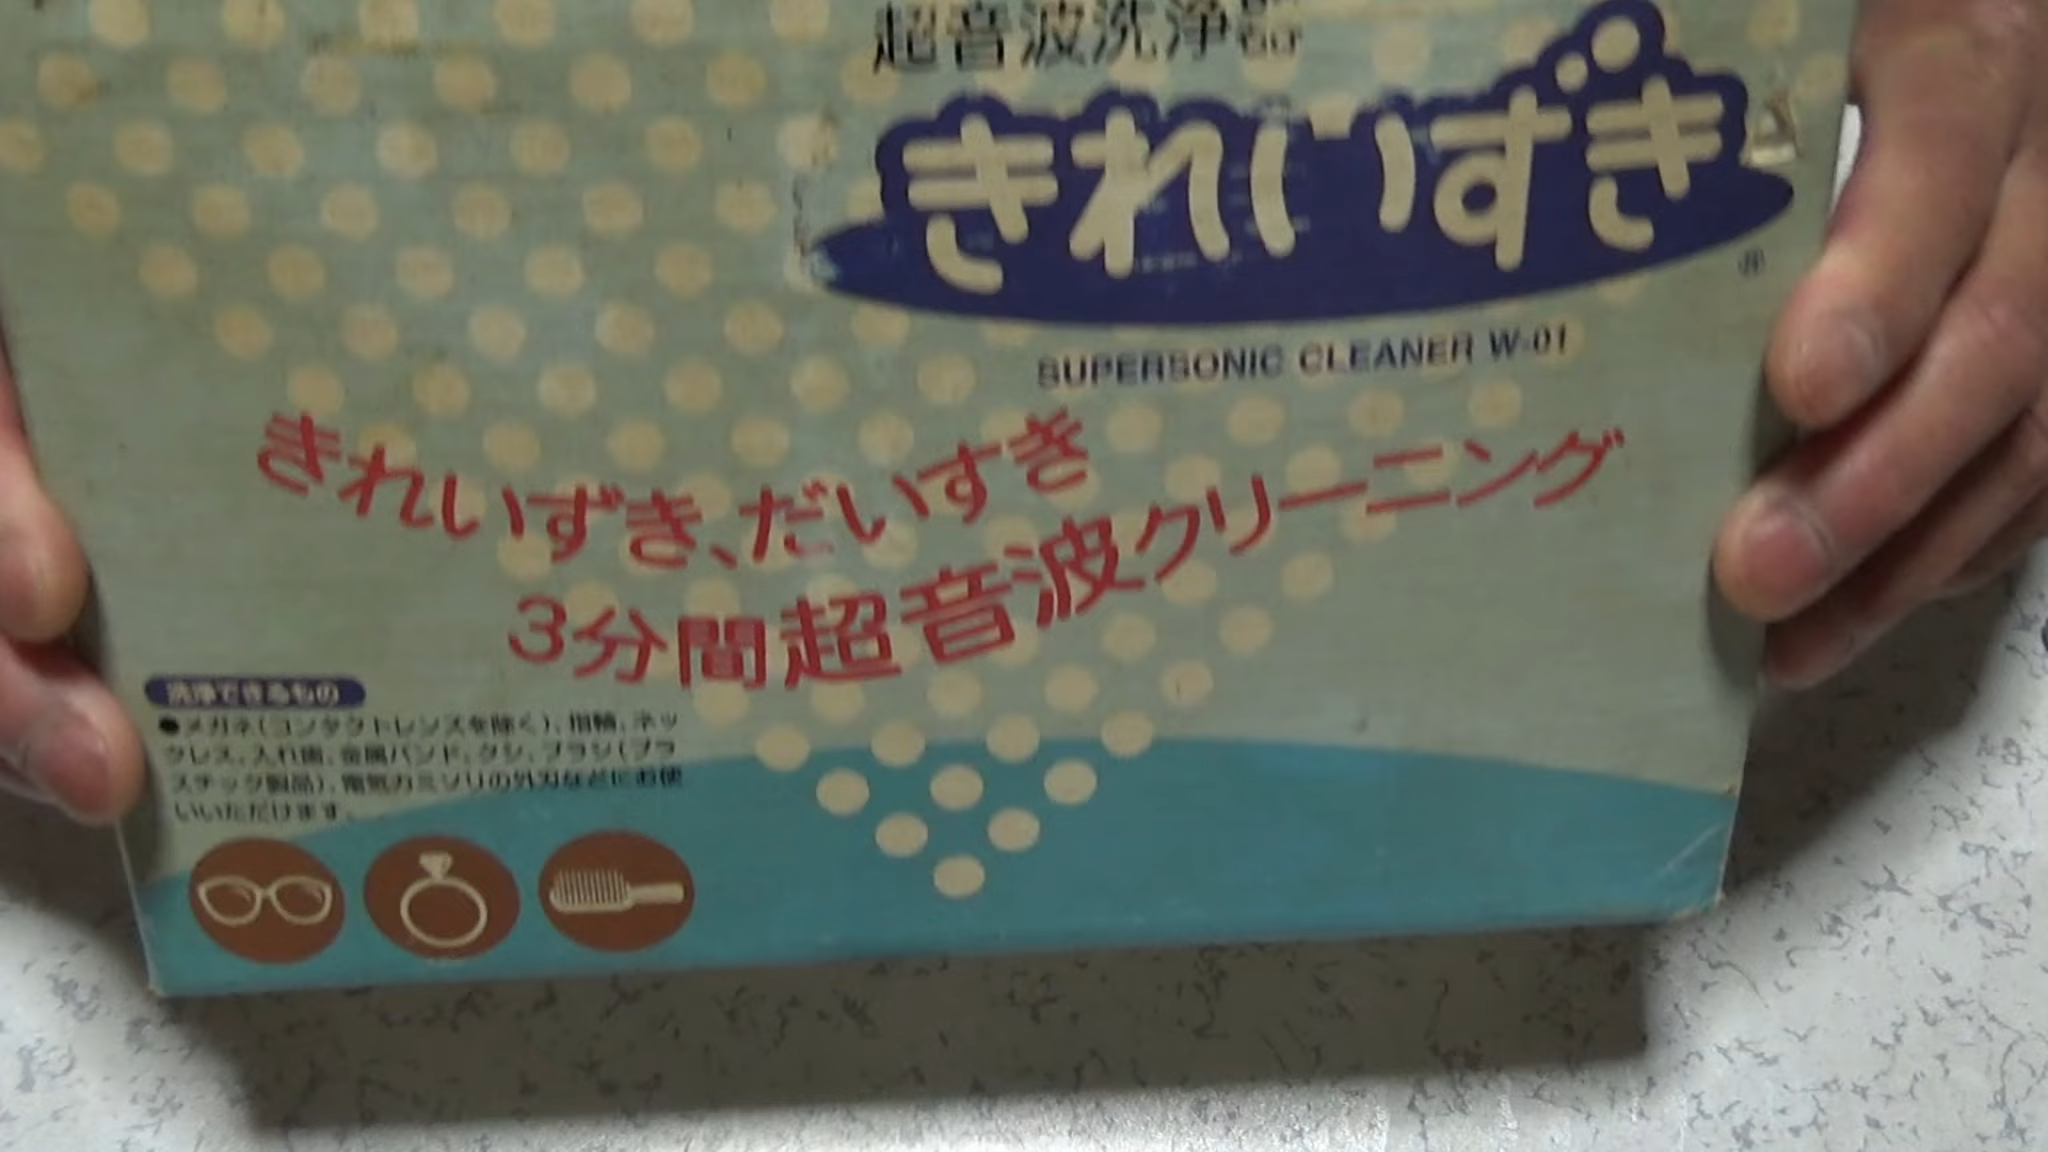 超音波洗浄器
きれいずき
®
SUPERSONIC CLEANER W-01
きれいずき、だいすき
3分間超音波クリーニング
洗浄できるもの
●メガネ(コンタクトレンズを除く)、指輪、ネッ
クレス、入れ歯、金属バンド、クシ、ブラシ(プラ
スチック製品)、電気カミソリの外刃などにお使
いいただけます。